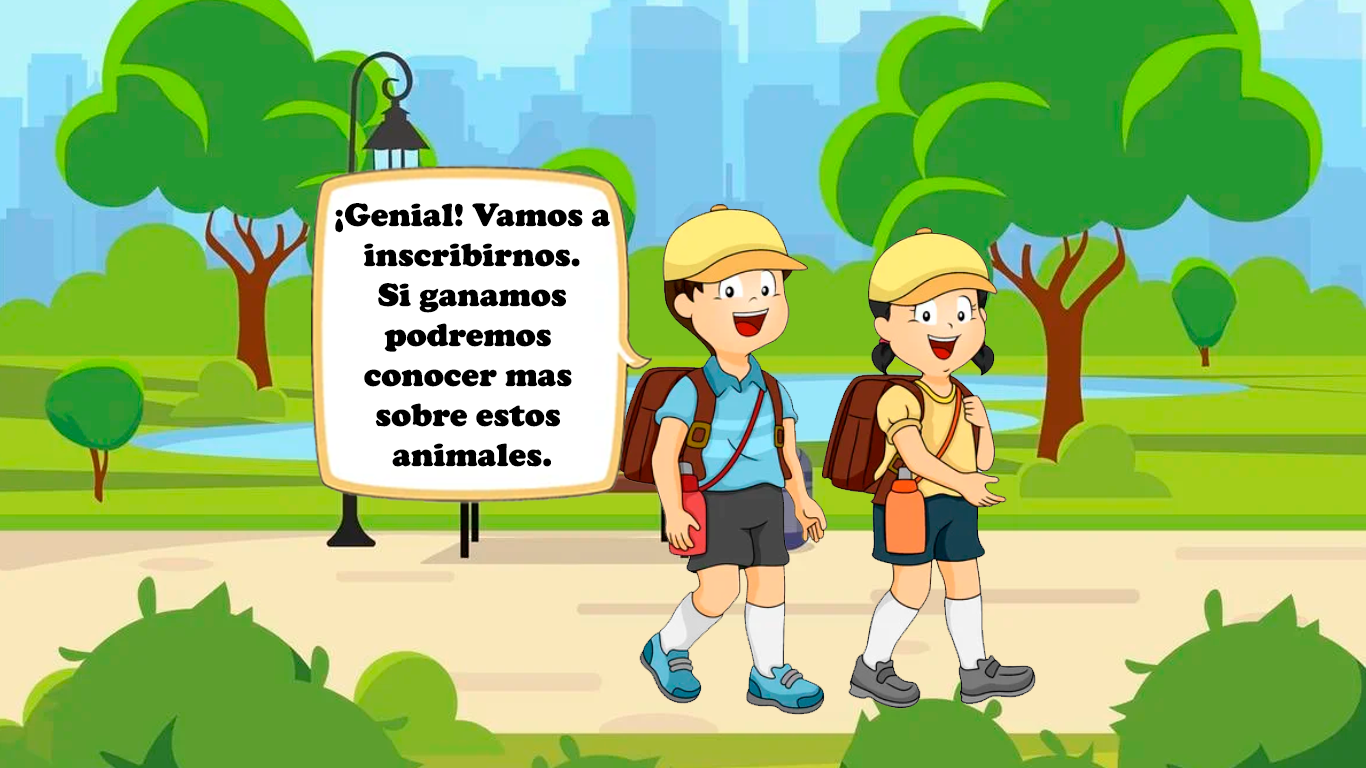 ¡Genial! Vamos a
inscribirnos.
Si ganamos
podremos
conocer mas
sobre estos
animales.